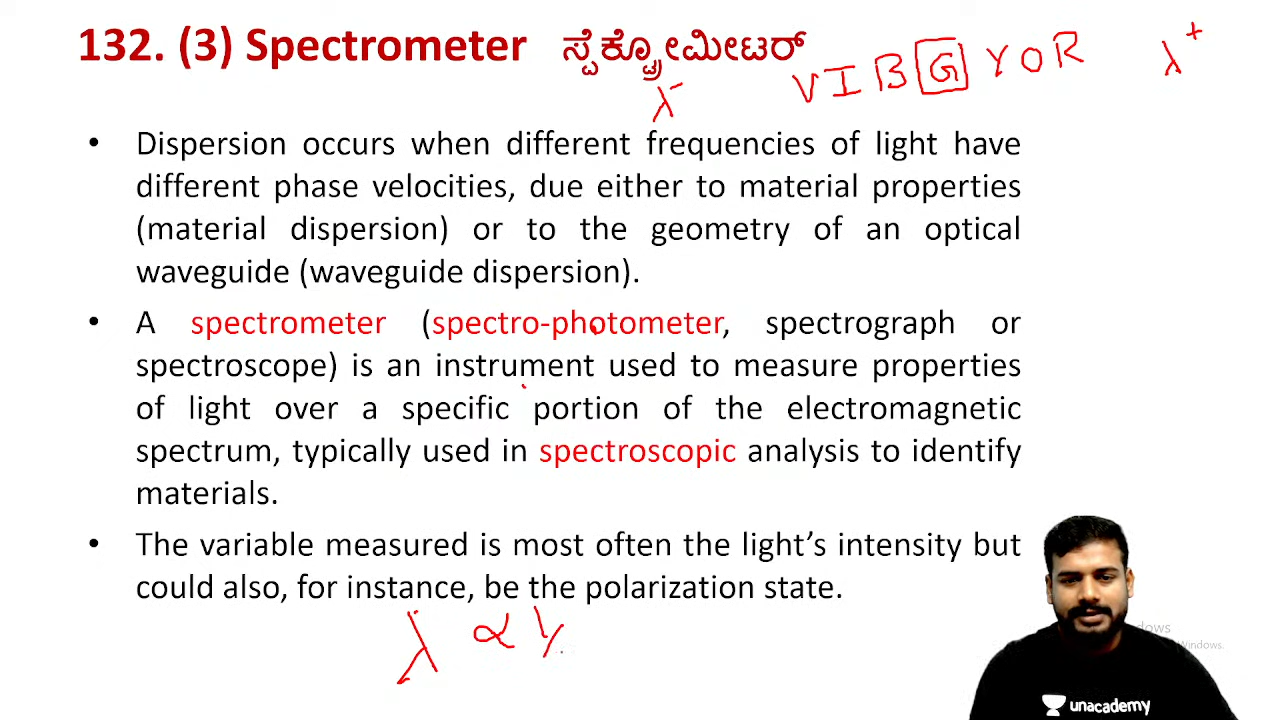 132. (3) Spectrometer ಸ್ಪೆಕ್ಟ್ರೋಮೀಟರ್
λ- VIBGYOR λ+
• Dispersion occurs when different frequencies of light have
different phase velocities, due either to material properties
(material dispersion) or to the geometry of an optical
waveguide (waveguide dispersion).
• A spectrometer (spectro-photometer, spectrograph or
spectroscope) is an instrument used to measure properties
of light over a specific portion of the electromagnetic
spectrum, typically used in spectroscopic analysis to identify
materials.
• The variable measured is most often the light’s intensity but
could also, for instance, be the polarization state.
λ ∝ 1/
Windows.
unacademy